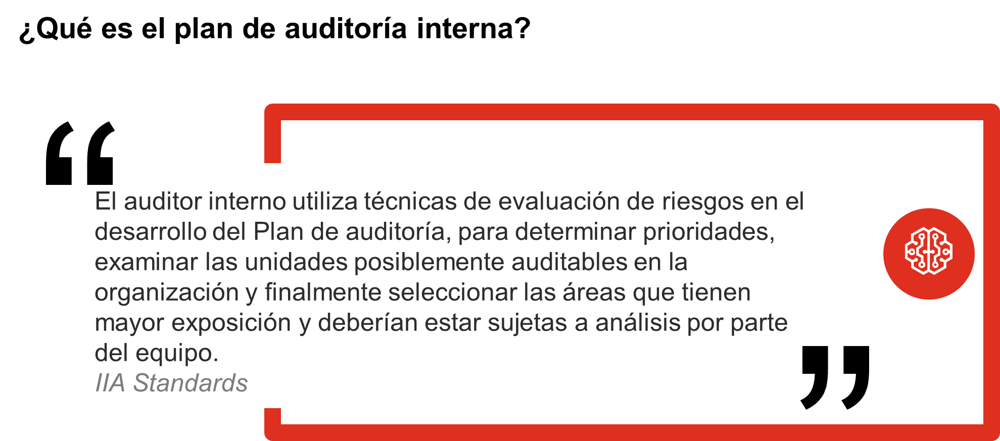 ¿Qué es el plan de auditoría interna?
“
El auditor interno utiliza técnicas de evaluación de riesgos en el
desarrollo del Plan de auditoría, para determinar prioridades,
examinar las unidades posiblemente auditables en la
organización y finalmente seleccionar las áreas que tienen
mayor exposición y deberían estar sujetas a análisis por parte
del equipo.
”
IIA Standards